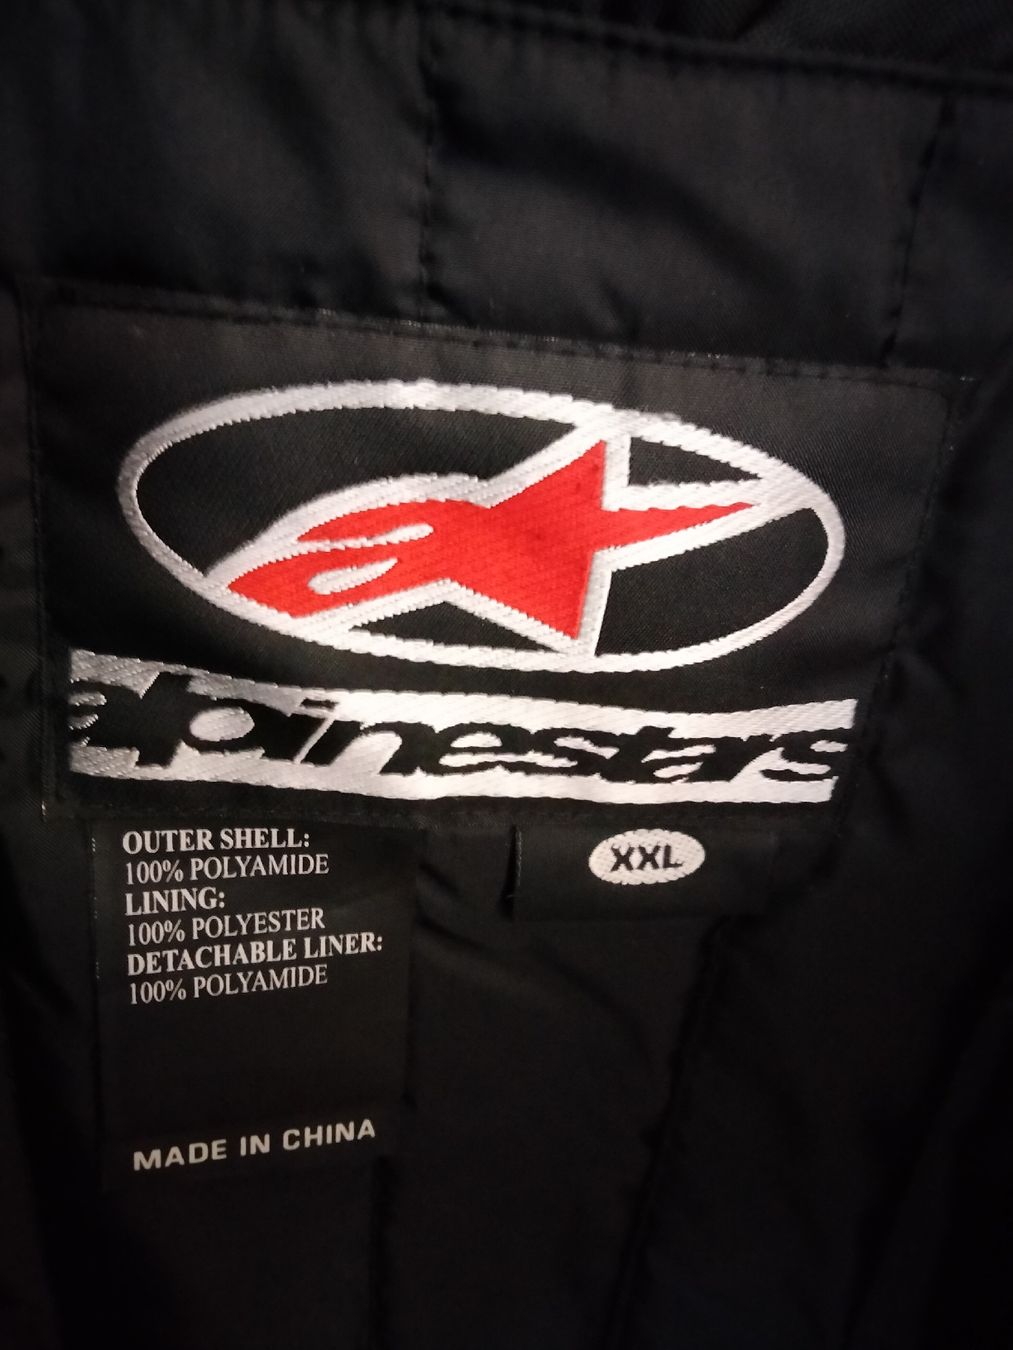 alpinestars
OUTER SHELL:
100% POLYAMIDE
LINING:
100% POLYESTER
DETACHABLE LINER:
100% POLYAMIDE
MADE IN CHINA
XXL